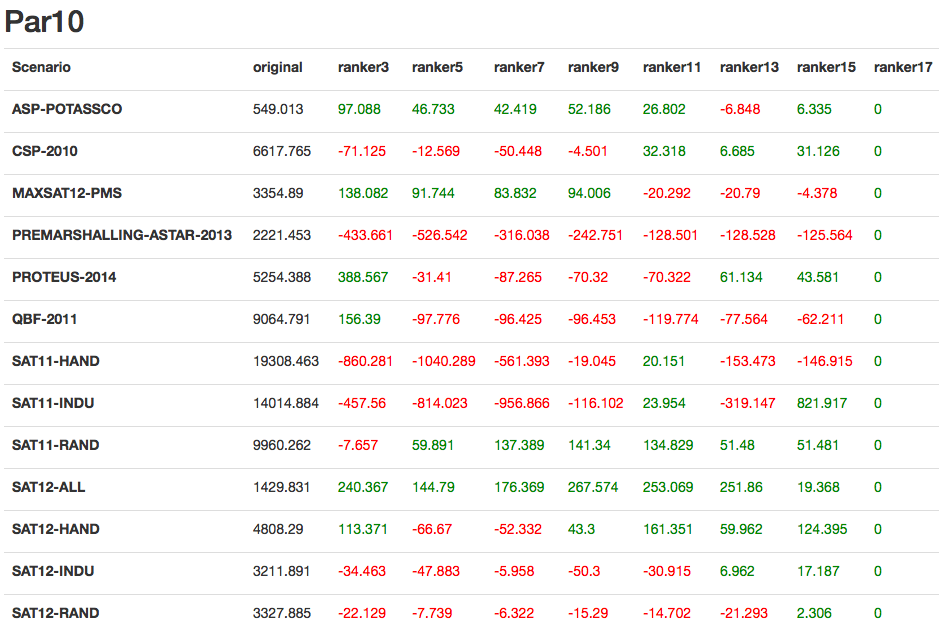 Par10
Scenario original ranker3 ranker5 ranker7 ranker9 ranker11 ranker13 ranker15 ranker17
ASP-POTASSCO 549.013 97.088 46.733 42.419 52.186 26.802 -6.848 6.335 0
CSP-2010 6617.765 -71.125 -12.569 -50.448 -4.501 32.318 6.685 31.126 0
MAXSAT12-PMS 3354.89 138.082 91.744 83.832 94.006 -20.292 -20.79 -4.378 0
PREMARSHALLING-ASTAR-2013 2221.453 -433.661 -526.542 -316.038 -242.751 -128.501 -128.528 -125.564 0
PROTEUS-2014 5254.388 388.567 -31.41 -87.265 -70.32 -70.322 61.134 43.581 0
QBF-2011 9064.791 156.39 -97.776 -96.425 -96.453 -119.774 -77.564 -62.211 0
SAT11-HAND 19308.463 -860.281 -1040.289 -561.393 -19.045 20.151 -153.473 -146.915 0
SAT11-INDU 14014.884 -457.56 -814.023 -956.866 -116.102 23.954 -319.147 821.917 0
SAT11-RAND 9960.262 -7.657 59.891 137.389 141.34 134.829 51.48 51.481 0
SAT12-ALL 1429.831 240.367 144.79 176.369 267.574 253.069 251.86 19.368 0
SAT12-HAND 4808.29 113.371 -66.67 -52.332 43.3 161.351 59.962 124.395 0
SAT12-INDU 3211.891 -34.463 -47.883 -5.958 -50.3 -30.915 6.962 17.187 0
SAT12-RAND 3327.885 -22.129 -7.739 -6.322 -15.29 -14.702 -21.293 2.306 0